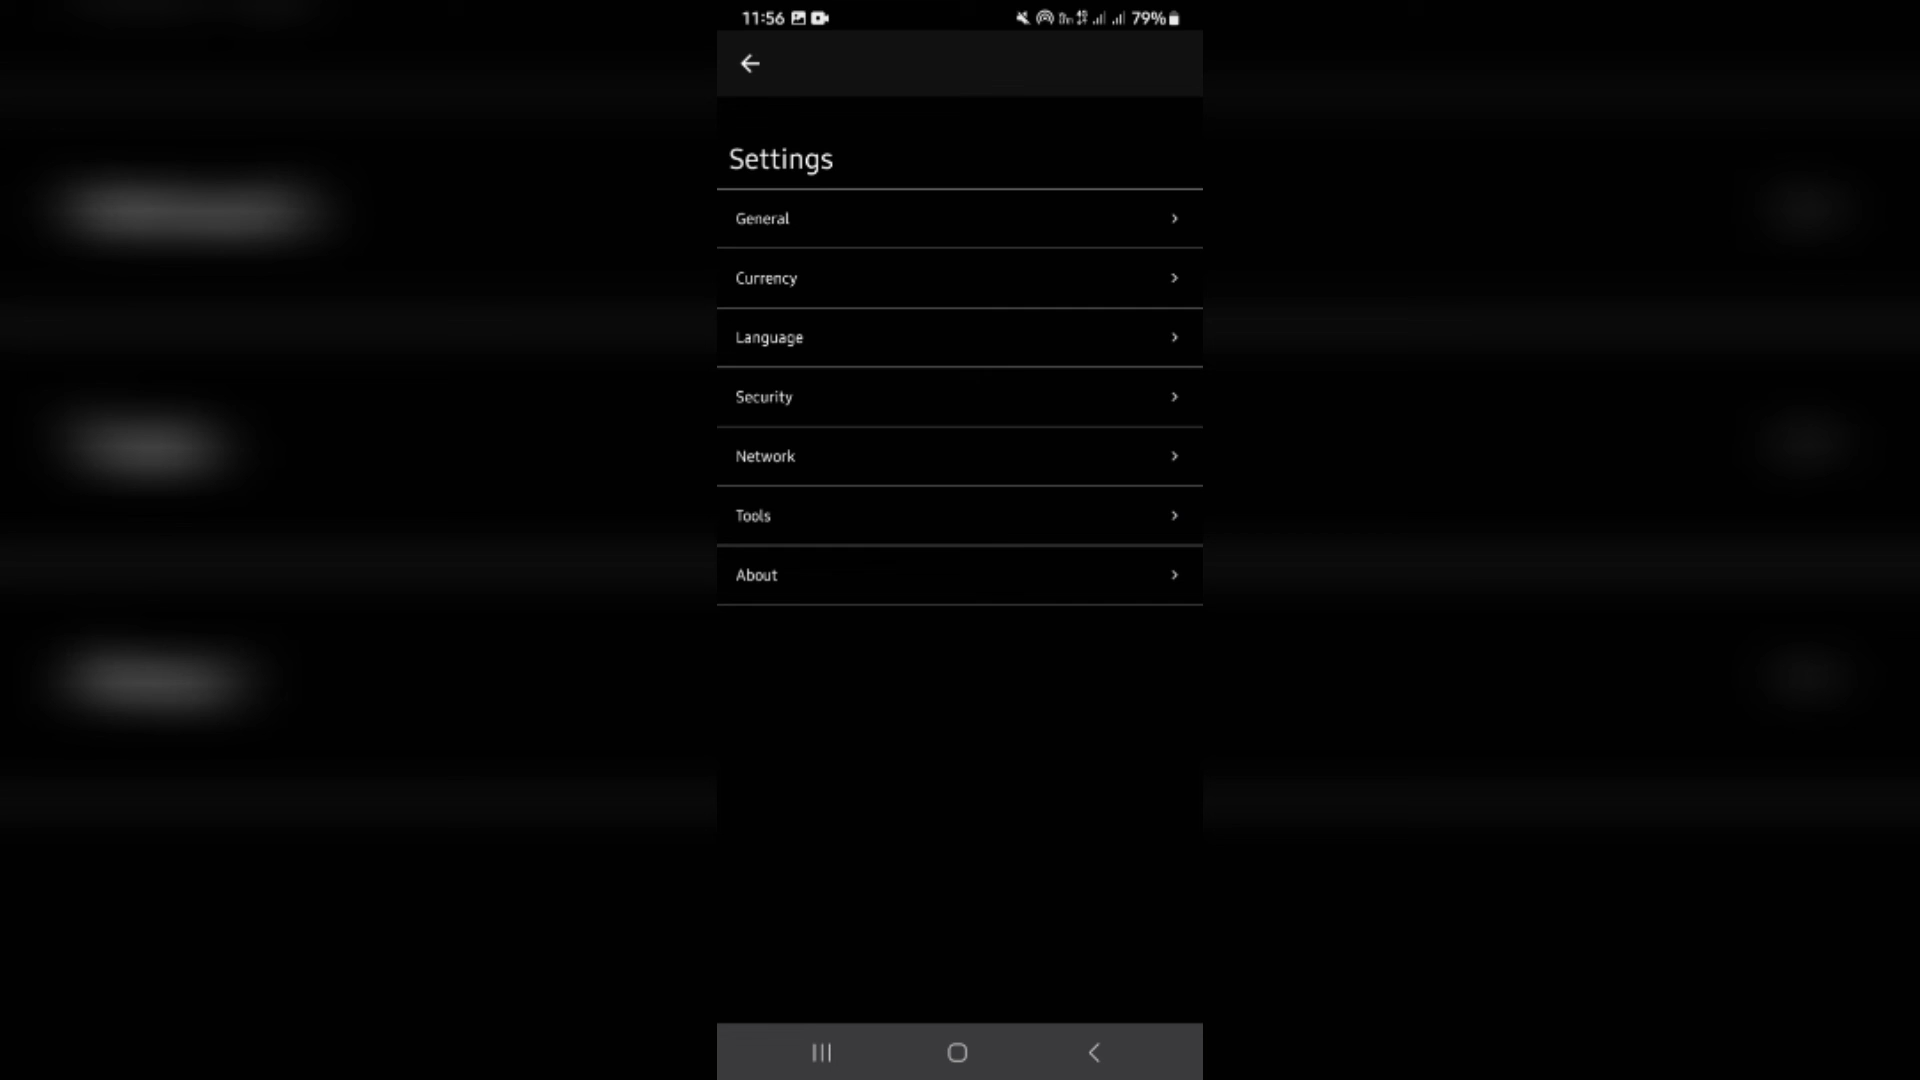 11:56
79%
Settings
General
Currency
Language
Security
Network
Tools
About